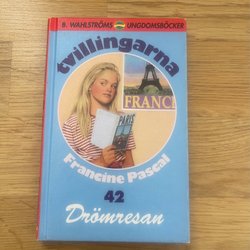 B. WAHLSTRÖMS UNGDOMSBÖCKER
tvillingarna
FRANC
PARIS
Francine Pascal
42
Drömresan